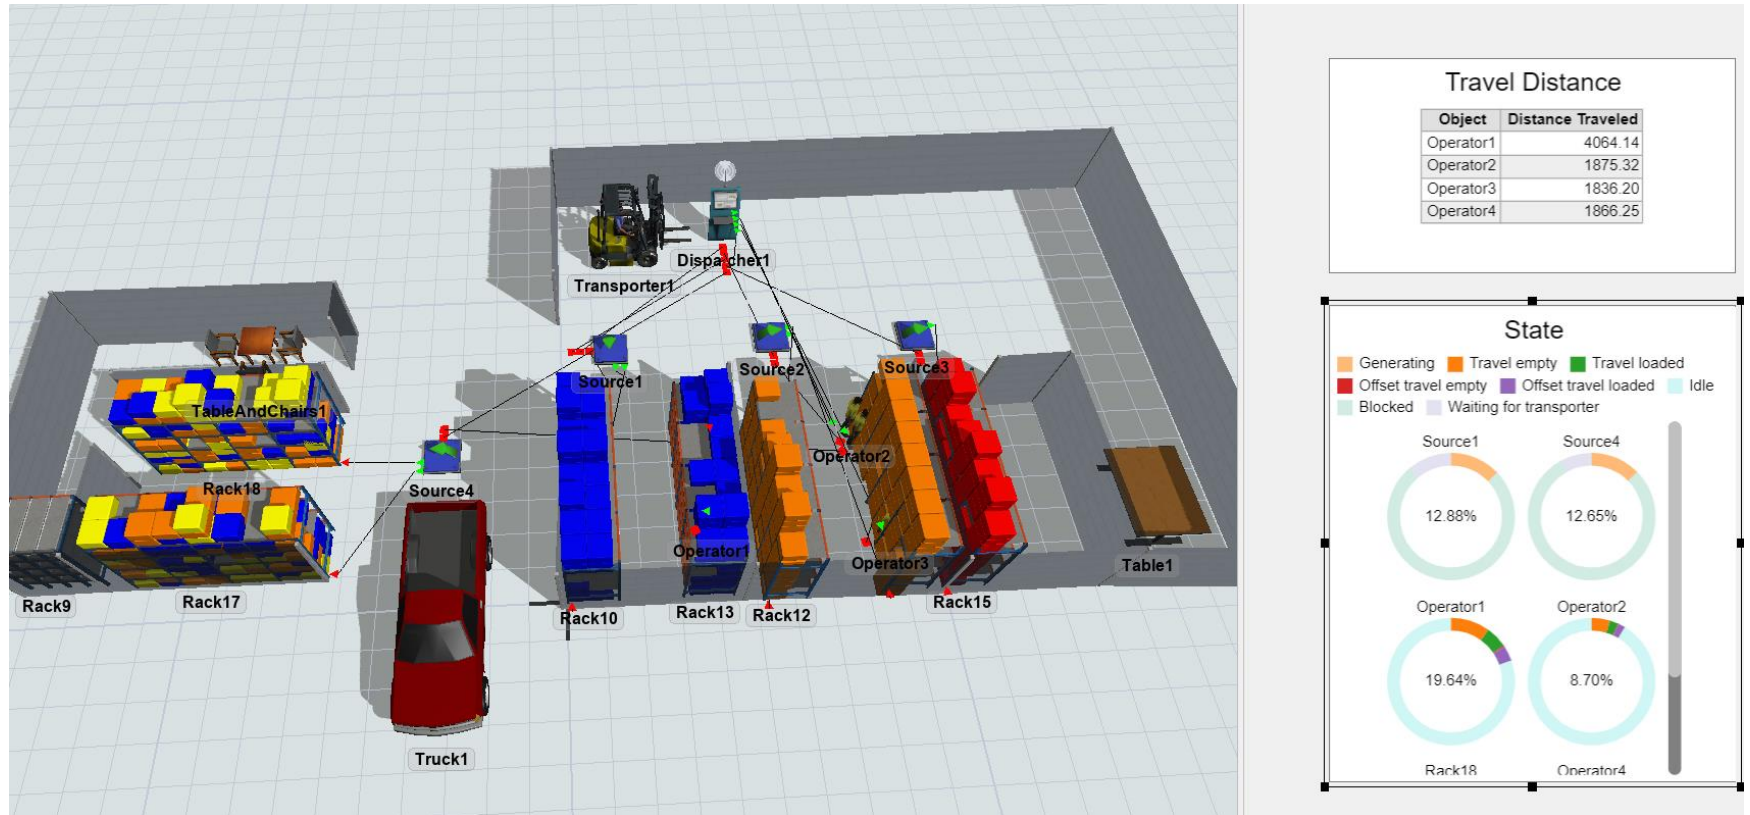 Travel Distance
Object Distance Traveled
Operator1 4064.14
Operator2 1875.32
Operator3 1836.20
Operator4 1866.25
Dispatcher1
Transporter1
Source1
Source2
Source3
TableAndChairs1
Rack18
Source4
Operator2
Rack9
Rack17
Operator1
Operator3
Table1
Rack10
Rack13
Rack12
Rack15
Truck1
State
Generating Travel empty Travel loaded
Offset travel empty Offset travel loaded Idle
Blocked Waiting for transporter
Source1 Source4
12.88% 12.65%
Operator1 Operator2
19.64% 8.70%
Rack18 Operator4